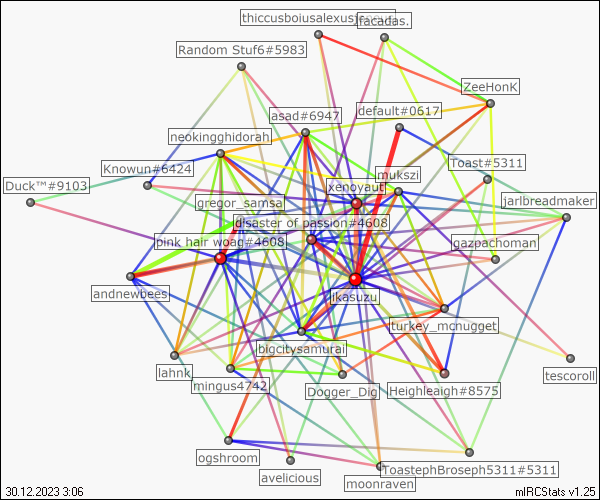 thiccusboiusalexusjoeseus
facadas.
Random Stuf6#5983
ZeeHonK
asad#6947
default#0617
neokingghidorah
Toast#5311
Knowun#6424
mukszi
Duck™#9103
xenoyaut
gregor_samsa
jarlbreadmaker
disaster of passion#4608
pink hair woag#4608
gazpachoman
andnewbees
ikasuzu
turkey_mcnugget
bigcitysamurai
lahnk
tescoroll
mingus4742
Dogger_Dig
Heighleaigh#8575
ogshroom
ToastephBroseph5311#5311
avelicious
moonraven
30.12.2023 3:06
mIRCStats v1.25